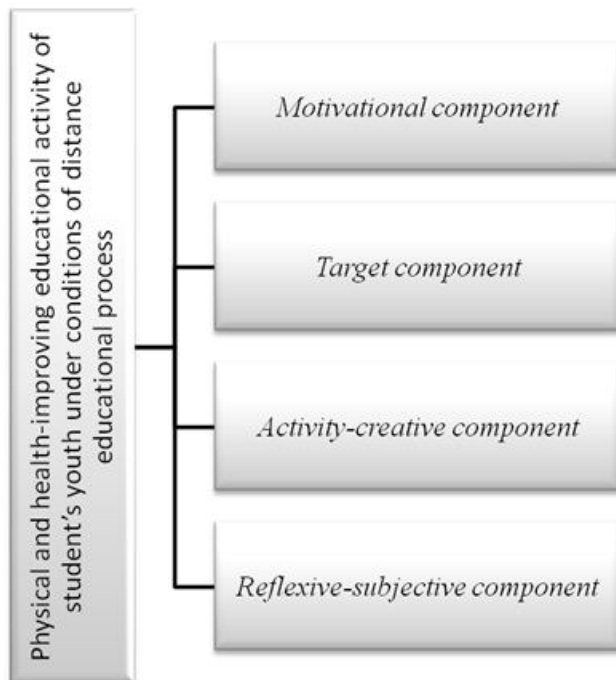 Physical and health-improving educational activity of
student's youth under conditions of distance
educational process
Motivational component
Target component
Activity-creative component
Reflexive-subjective component